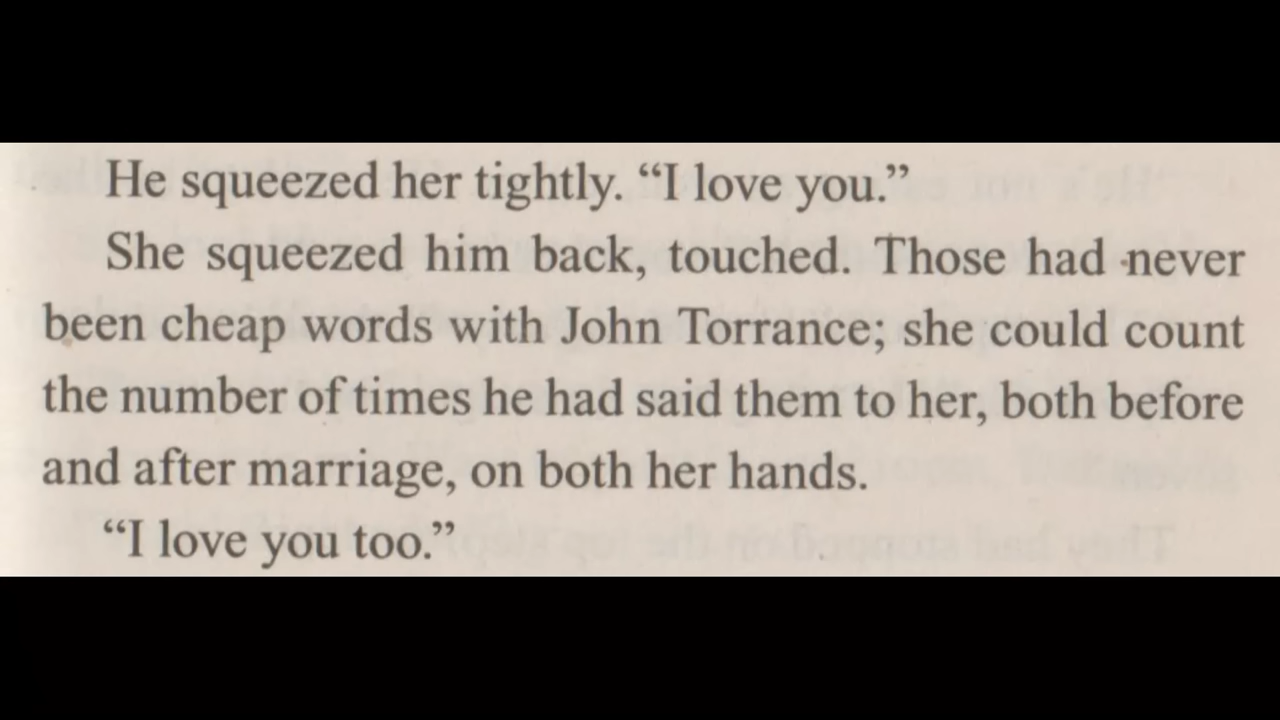 He squeezed her tightly. “I love you.”
She squeezed him back, touched. Those had never
been cheap words with John Torrance; she could count
the number of times he had said them to her, both before
and after marriage, on both her hands.
“I love you too.”